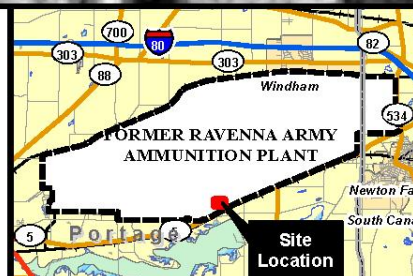 700
80
82
303
303
88
Windham
534
FORMER RAVENNA ARMY
AMMUNITION PLANT
Newton Fa
South Cana
5
Portage
5
Site
Location